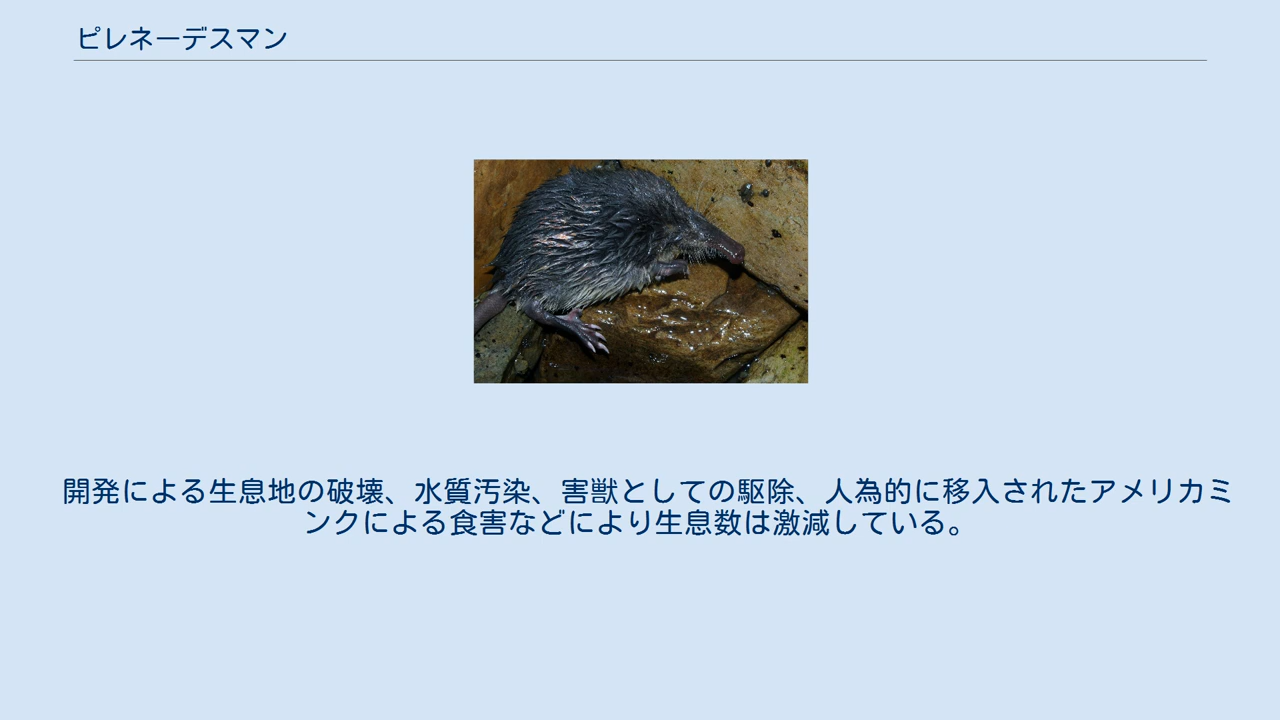 ピレネーデスマン
開発による生息地の破壊、水質汚染、害獣としての駆除、人為的に移入されたアメリカミ
ンクによる食害などにより生息数は激減している。